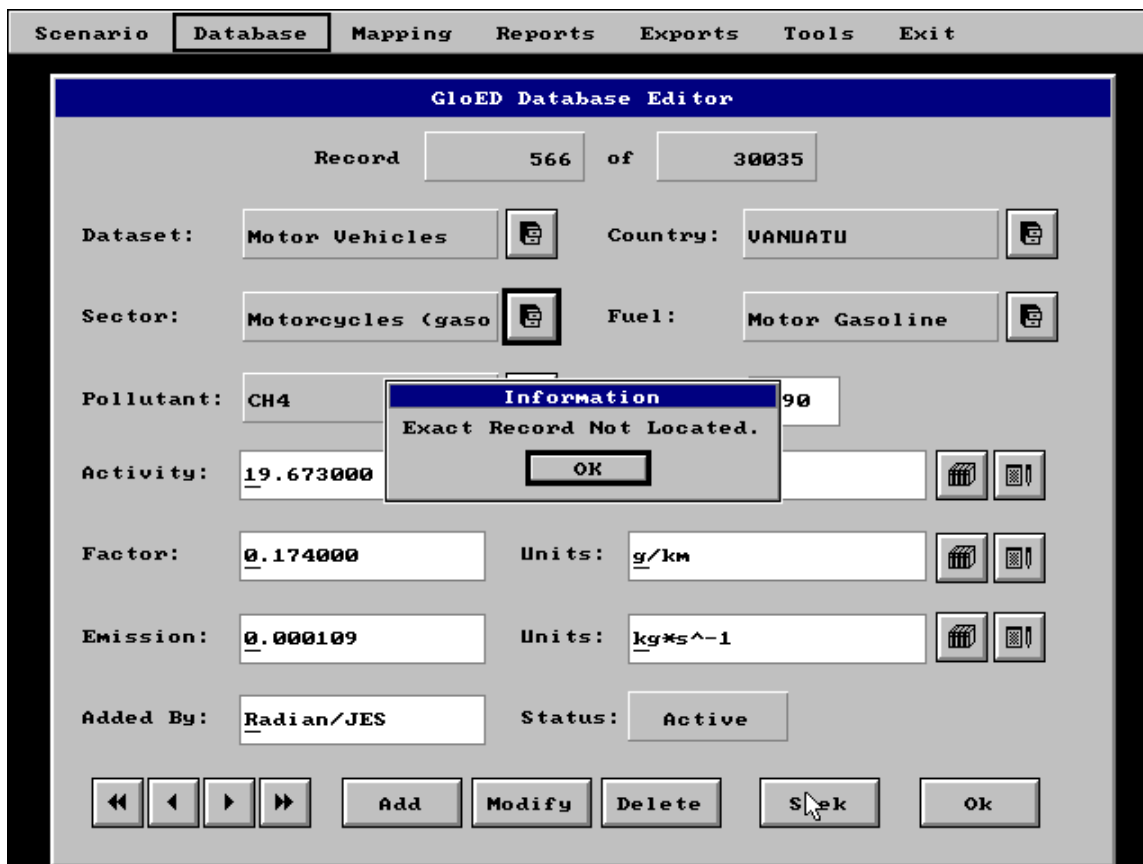 Scenario Database Mapping Reports Exports Tools Exit
GloED Database Editor
Record 566 of 30035
Dataset: Motor Vehicles Country: VANUATU
Sector: Motorcycles (gaso Fuel: Motor Gasoline
Pollutant: CH4 90
Information
Exact Record Not Located.
OK
Activity: 19.673000
Factor: 0.174000 Units: g/km
Emission: 0.000109 Units: kg*s^-1
Added By: Radian/JES Status: Active
Add Modify Delete Seek Ok